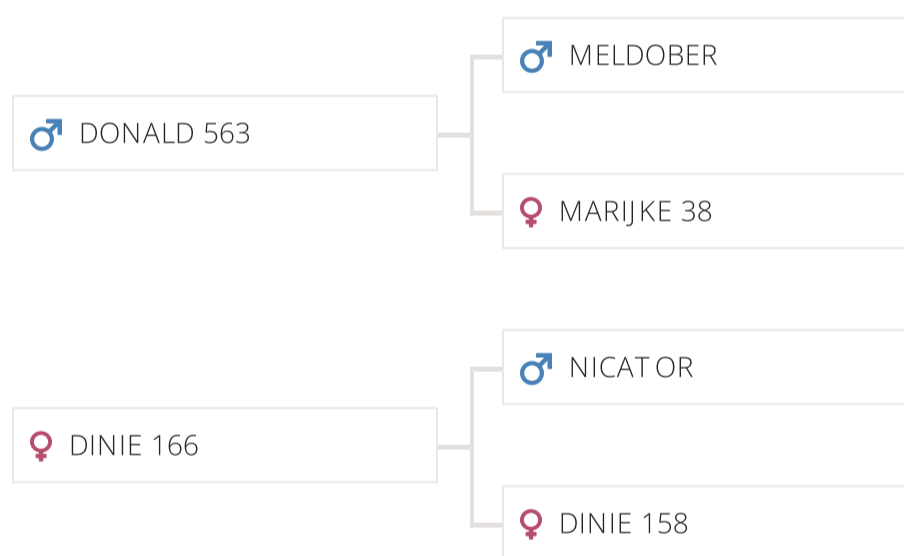 MELDOBER
DONALD 563
MARIJKE 38
NICATOR
DINIE 166
DINIE 158